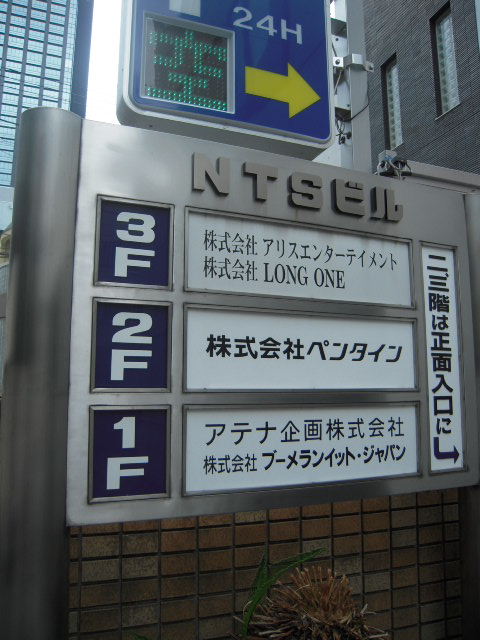 24H
空
NTSビル
3F
株式会社 アリスエンターテイメント
株式会社 LONG ONE
2F
株式会社ペンタイン
1F
アテナ企画株式会社
株式会社 ブーメランイット・ジャパン
二、三階は正面入口に